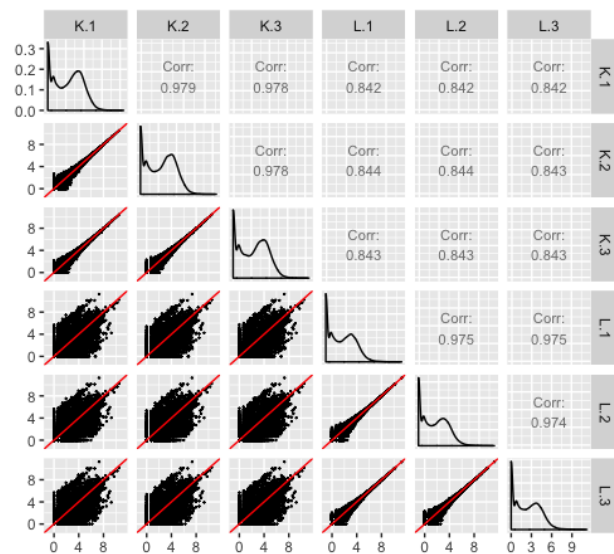 K.1 K.2 K.3 L.1 L.2 L.3
0.3
0.2
0.1
0.0
Corr:
0.979
Corr:
0.978
Corr:
0.842
Corr:
0.842
Corr:
0.842
K.1
8
4
0
Corr:
0.978
Corr:
0.844
Corr:
0.844
Corr:
0.843
K.2
8
4
0
Corr:
0.843
Corr:
0.843
Corr:
0.843
K.3
8
4
0
Corr:
0.975
Corr:
0.975
L.1
8
4
0
Corr:
0.974
L.2
8
4
0
L.3
0 4 8 0 4 8 0 4 8 0 4 8 0 4 8 0 3 6 9